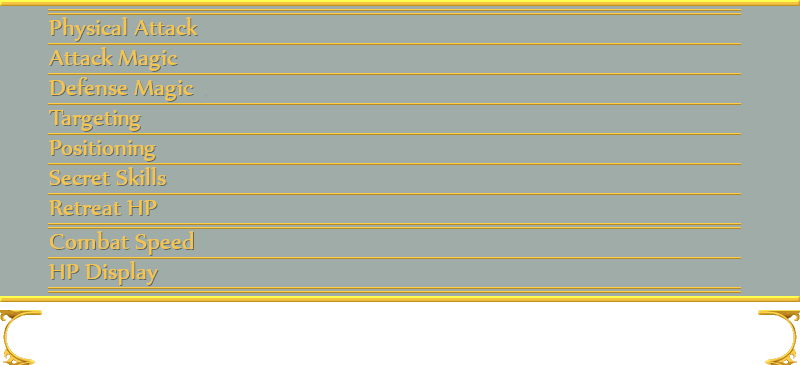 Physical Attack
Attack Magic
Defense Magic
Targeting
Positioning
Secret Skills
Retreat HP
Combat Speed
HP Display